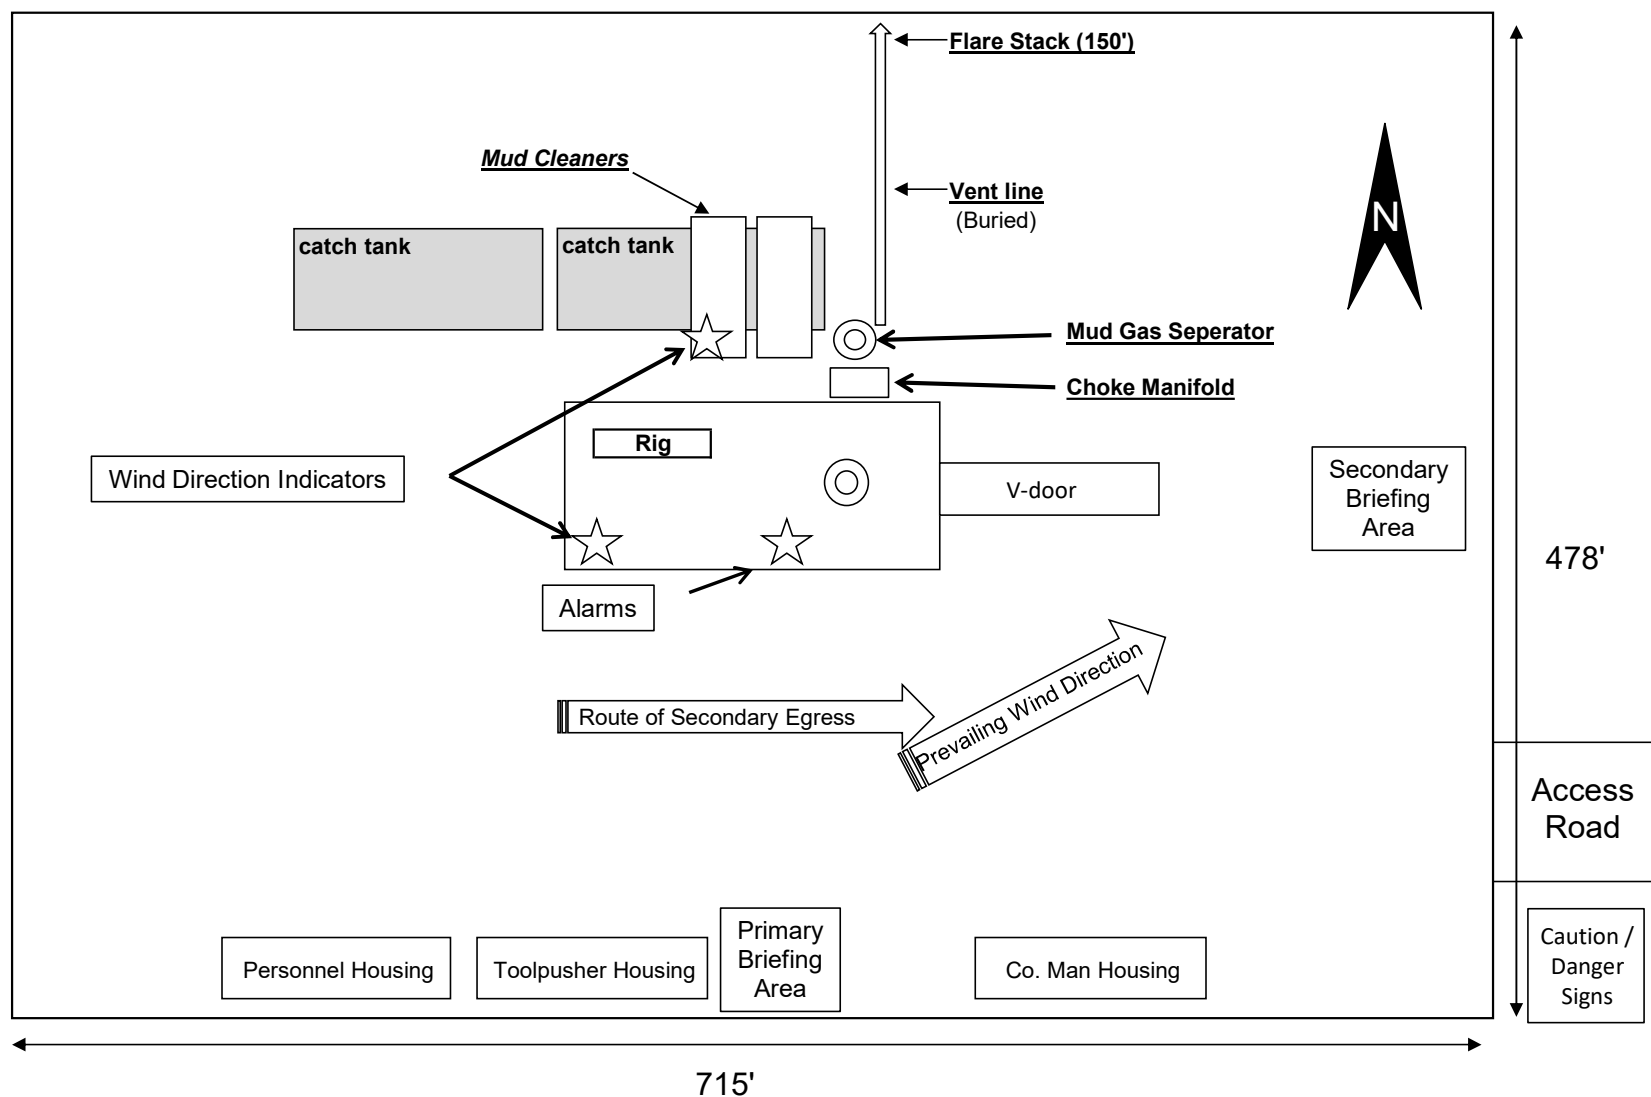 Flare Stack (150')
Mud Cleaners
Vent line
(Buried)
N
catch tank
catch tank
Mud Gas Seperator
Choke Manifold
Rig
Wind Direction Indicators
V-door
Secondary
Briefing
Area
478'
Alarms
Prevailing Wind Direction
Route of Secondary Egress
Access
Road
Personnel Housing
Toolpusher Housing
Primary
Briefing
Area
Co. Man Housing
Caution /
Danger
Signs
715'